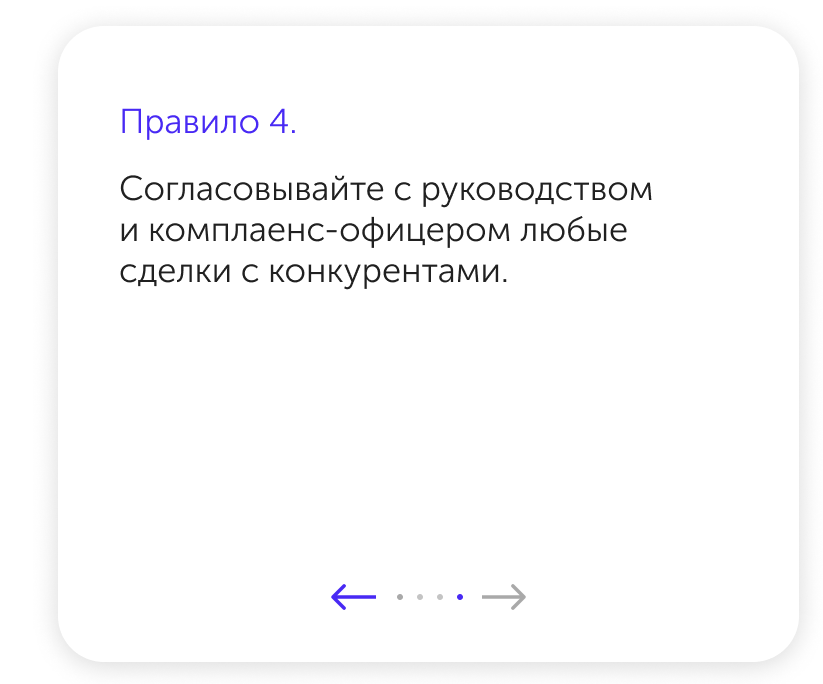 Правило 4.
Согласовывайте с руководством
и комплаенс-офицером любые
сделки с конкурентами.